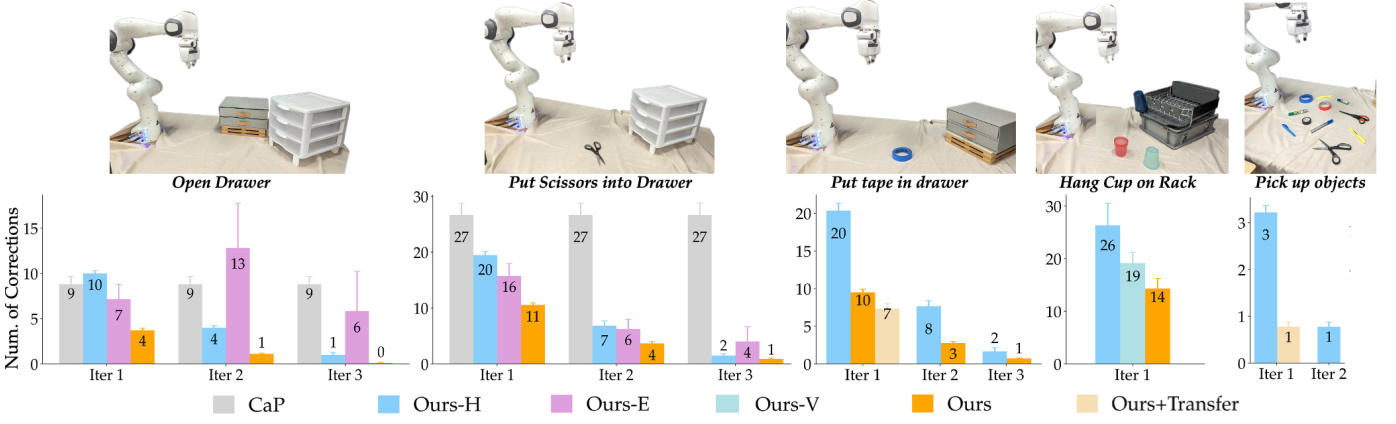 Open Drawer
Put Scissors into Drawer
Put tape in drawer
Hang Cup on Rack
Pick up objects
Num. of Corrections
15
10
5
0
9
10
7
4
9
4
13
1
9
1
6
0
Iter 1
Iter 2
Iter 3
30
20
10
0
27
20
16
11
27
7
6
4
27
2
4
1
Iter 1
Iter 2
Iter 3
20
15
10
5
0
20
10
7
8
3
2
1
Iter 1
Iter 2
Iter 3
30
20
10
0
26
19
14
Iter 1
3
2
1
0
3
1
1
Iter 1
Iter 2
CaP
Ours-H
Ours-E
Ours-V
Ours
Ours+Transfer